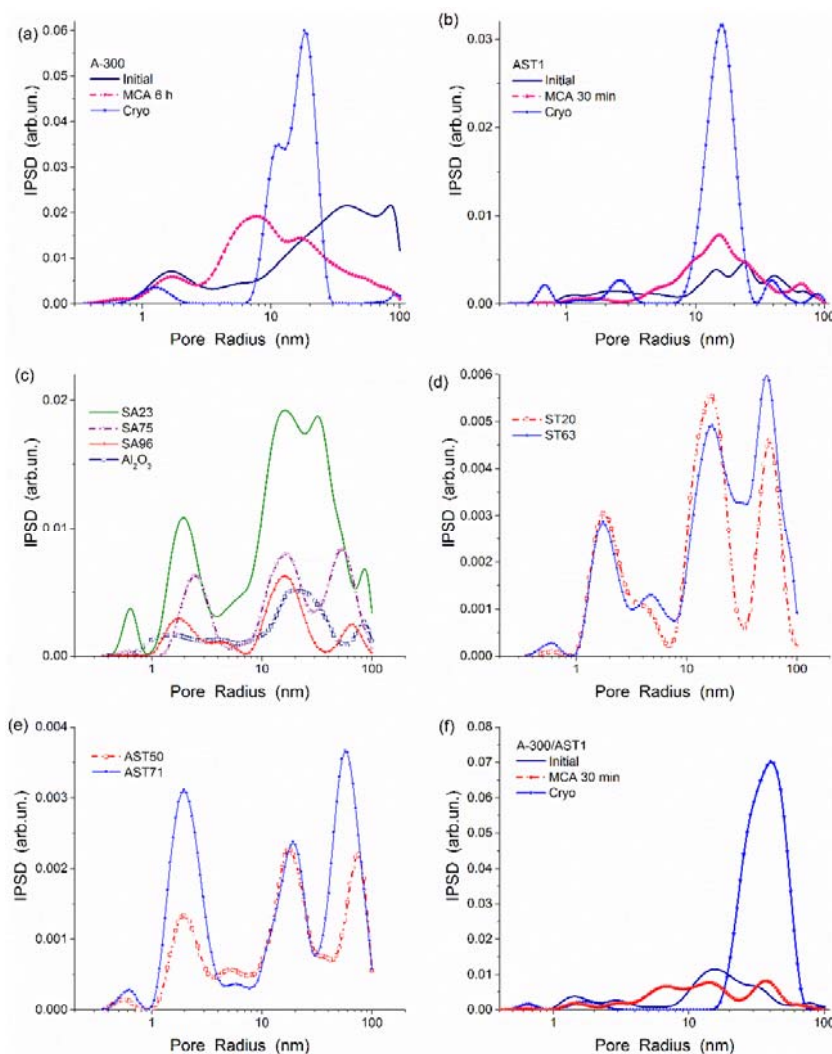 (a)
A-300
Initial
MCA 6 h
Cryo
IPSD (arb.un.)
0.06
0.05
0.04
0.03
0.02
0.01
0.00
1
10
100
Pore Radius (nm)
(b)
AST1
Initial
MCA 30 min
Cryo
IPSD (arb.un.)
0.03
0.02
0.01
0.00
1
10
100
Pore Radius (nm)
(c)
SA23
SA75
SA96
Al₂O₃
IPSD (arb.un.)
0.02
0.01
0.00
1
10
100
Pore Radius (nm)
(d)
ST20
ST63
IPSD (arb.un.)
0.006
0.005
0.004
0.003
0.002
0.001
0.000
1
10
100
Pore Radius (nm)
(e)
AST50
AST71
IPSD (arb.un.)
0.004
0.003
0.002
0.001
0.000
1
10
100
Pore Radius (nm)
(f)
A-300/AST1
Initial
MCA 30 min
Cryo
IPSD (arb.un.)
0.08
0.07
0.06
0.05
0.04
0.03
0.02
0.01
0.00
1
10
100
Pore Radius (nm)